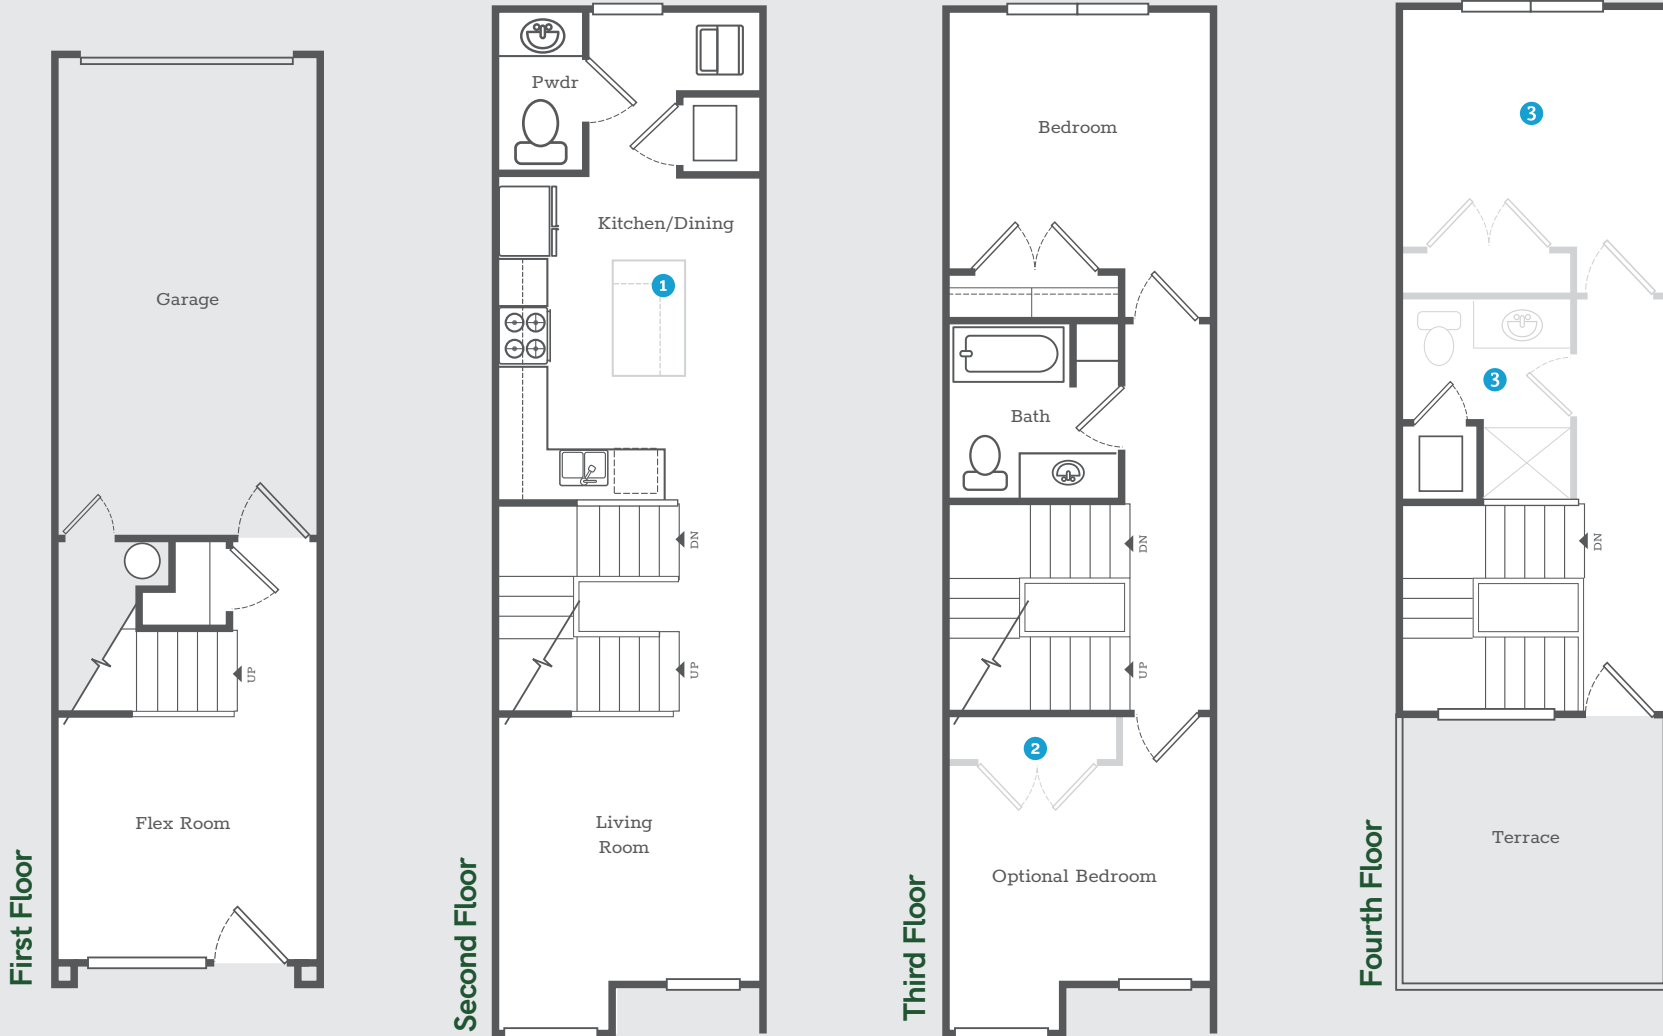 Garage
UP
Flex Room
First Floor
Pwdr
Kitchen/Dining
1
DN
UP
Living
Room
Second Floor
Bedroom
Bath
DN
UP
2
Optional Bedroom
Third Floor
3
3
DN
Terrace
Fourth Floor